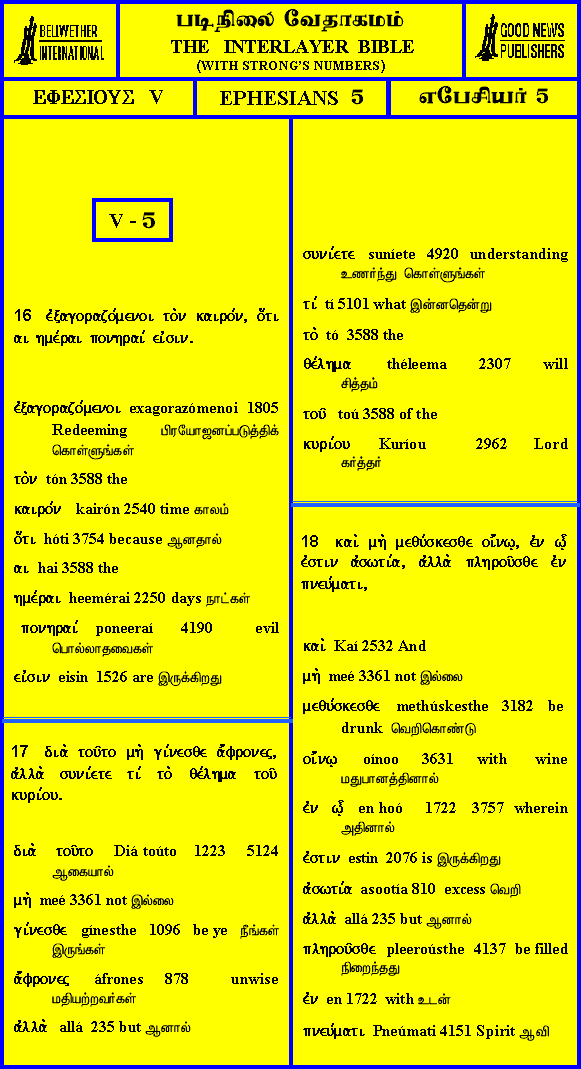 BELLWETHER
INTERNATIONAL
படிநிலை வேதாகமம்
THE INTERLAYER BIBLE
(WITH STRONG'S NUMBERS)
GOOD NEWS
PUBLISHERS
ΕΦΕΣΙΟΥΣ V
EPHESIANS 5
எபேசியர் 5
V - 5
16 ἐξαγοραζόμενοι τὸν καιρόν, ὅτι
αι ημέραι πονηραί εἰσιν.
ἐξαγοραζόμενοι exagorazómenoi 1805
Redeeming பிரயோஜனப்படுத்திக்
கொள்ளுங்கள்
τὸν tón 3588 the
καιρόν kairón 2540 time காலம்
ὅτι hóti 3754 because ஆனதால்
αι hai 3588 the
ημέραι heemérai 2250 days நாட்கள்
πονηραί poneeraí 4190 evil
பொல்லாதவைகள்
εἰσιν eisin 1526 are இருக்கிறது
17 διὰ τοῦτο μὴ γίνεσθε ἄφρονες,
ἀλλὰ συνίετε τί τὸ θέλημα τοῦ
κυρίου.
διὰ τοῦτο Diá toúto 1223 5124
ஆகையால்
μὴ meé 3361 not இல்லை
γίνεσθε gínesthe 1096 be ye நீங்கள்
இருங்கள்
ἄφρονες áfrones 878 unwise
மதியற்றவர்கள்
ἀλλὰ allá 235 but ஆனால்
συνίετε suníete 4920 understanding
உணர்ந்து கொள்ளுங்கள்
τί tí 5101 what இன்னதென்று
τὸ tó 3588 the
θέλημα théleema 2307 will
சித்தம்
τοῦ toú 3588 of the
κυρίου Kuríou 2962 Lord
கர்த்தர்
18 καὶ μὴ μεθύσκεσθε οἴνῳ, ἐν ᾧ
ἐστιν ἀσωτία, ἀλλὰ πληροῦσθε ἐν
πνεύματι,
καὶ Kaí 2532 And
μὴ meé 3361 not இல்லை
μεθύσκεσθε methúskesthe 3182 be
drunk வெறிகொண்டு
οἴνῳ oínoo 3631 with wine
மதுபானத்தினால்
ἐν ᾧ en hoó 1722 3757 wherein
அதினால்
ἐστιν estin 2076 is இருக்கிறது
ἀσωτία asootía 810 excess வெறி
ἀλλὰ allá 235 but ஆனால்
πληροῦσθε pleeroústhe 4137 be filled
நிறைந்தது
ἐν en 1722 with உடன்
πνεύματι Pneúmati 4151 Spirit ஆவி